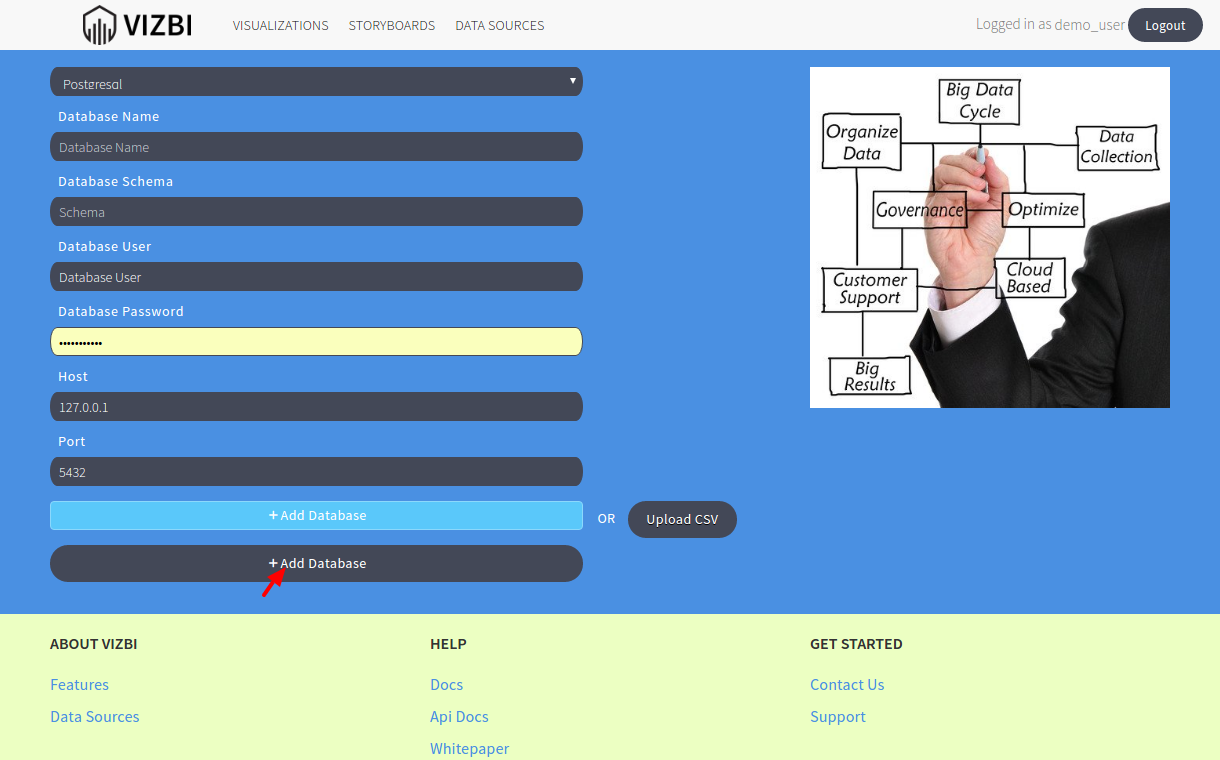 VIZBI
VISUALIZATIONS
STORYBOARDS
DATA SOURCES
Logged in as demo_user
Logout
Postgresql
Database Name
Database Name
Database Schema
Schema
Database User
Database User
Database Password
•••••••••••
Host
127.0.0.1
Port
5432
+ Add Database
OR
Upload CSV
+ Add Database
Big Data
Cycle
Organize
Data
Data
Collection
Governance
Optimize
Customer
Support
Cloud
Based
Big
Results
ABOUT VIZBI
Features
Data Sources
HELP
Docs
Api Docs
Whitepaper
GET STARTED
Contact Us
Support